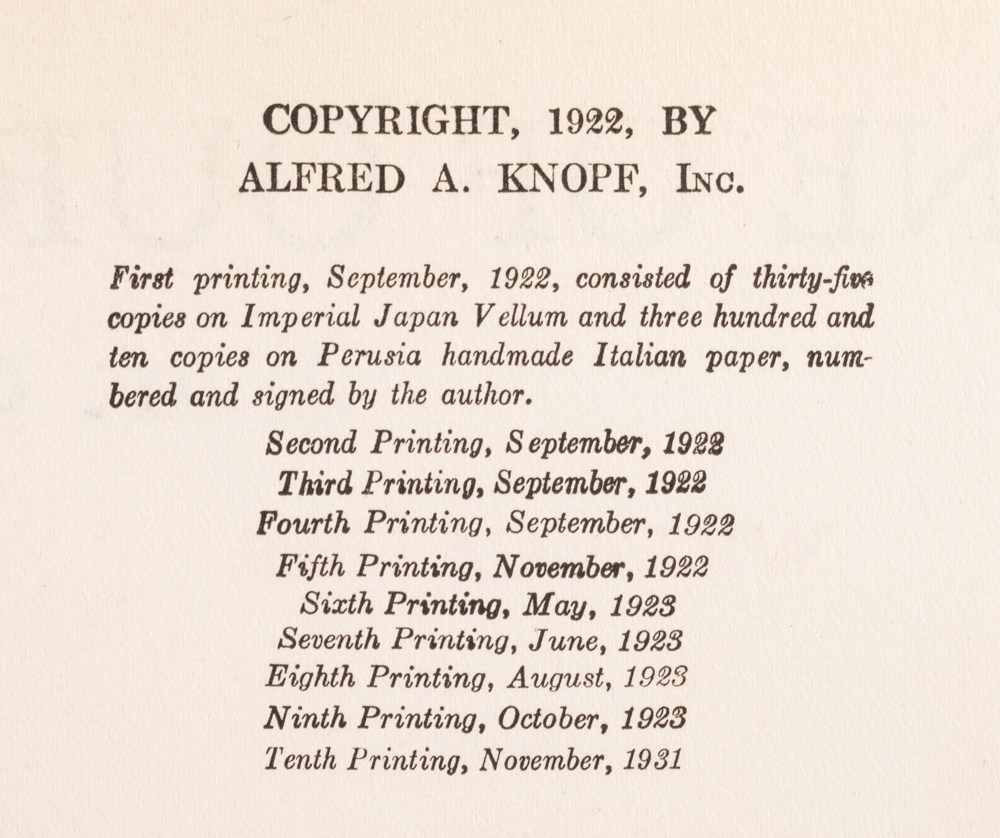 COPYRIGHT, 1922, BY
ALFRED A. KNOPF, INC.
First printing, September, 1922, consisted of thirty-five
copies on Imperial Japan Vellum and three hundred and
ten copies on Perusia handmade Italian paper, num-
bered and signed by the author.
Second Printing, September, 1922
Third Printing, September, 1922
Fourth Printing, September, 1922
Fifth Printing, November, 1922
Sixth Printing, May, 1923
Seventh Printing, June, 1923
Eighth Printing, August, 1923
Ninth Printing, October, 1923
Tenth Printing, November, 1931